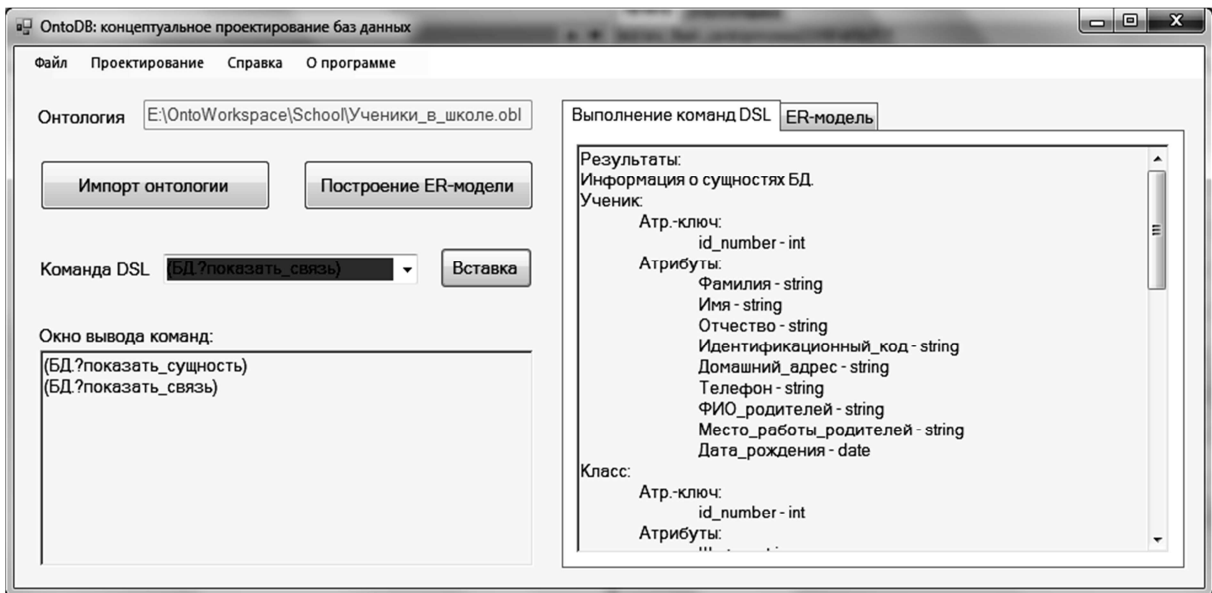 OntoDB: концептуальное проектирование баз данных
Файл Проектирование Справка О программе
Онтология E:\OntoWorkspace\School\Ученики_в_школе.obl
Импорт онтологии Построение ER-модели
Команда DSL (БД.?показать_связь) Вставка
Окно вывода команд:
(БД.?показать_сущность)
(БД.?показать_связь)
Выполнение команд DSL ER-модель
Результаты:
Информация о сущностях БД.
Ученик:
Атр.-ключ:
id_number - int
Атрибуты:
Фамилия - string
Имя - string
Отчество - string
Идентификационный_код - string
Домашний_адрес - string
Телефон - string
ФИО_родителей - string
Место_работы_родителей - string
Дата_рождения - date
Класс:
Атр.-ключ:
id_number - int
Атрибуты: